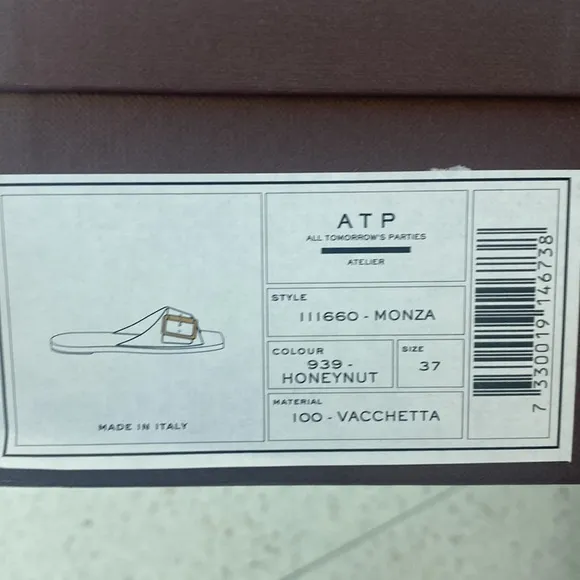 MADE IN ITALY
ATP
ALL TOMORROW'S PARTIES
ATELIER
STYLE
111660 - MONZA
COLOUR
939 -
HONEYNUT
SIZE
37
MATERIAL
100 - VACCHETTA
7 330019 146738